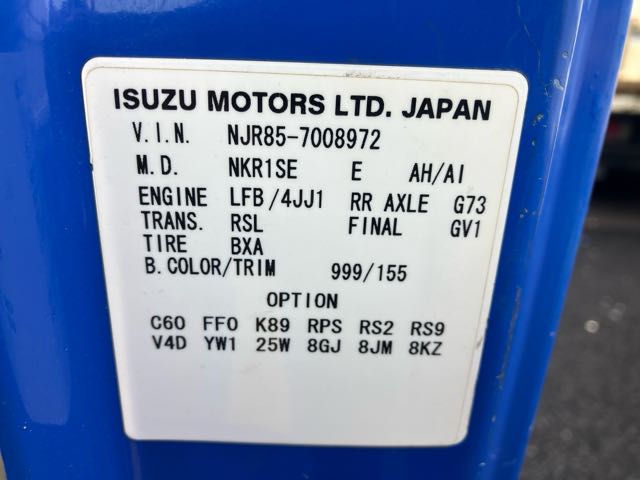 ISUZU MOTORS LTD. JAPAN
V.I.N. NJR85-7008972
M.D. NKR1SE E AH/AI
ENGINE LFB/4JJ1 RR AXLE G73
TRANS. RSL FINAL GV1
TIRE BXA
B.COLOR/TRIM 999/155
OPTION
C60 FF0 K89 RPS RS2 RS9
V4D YW1 25W 8GJ 8JM 8KZ